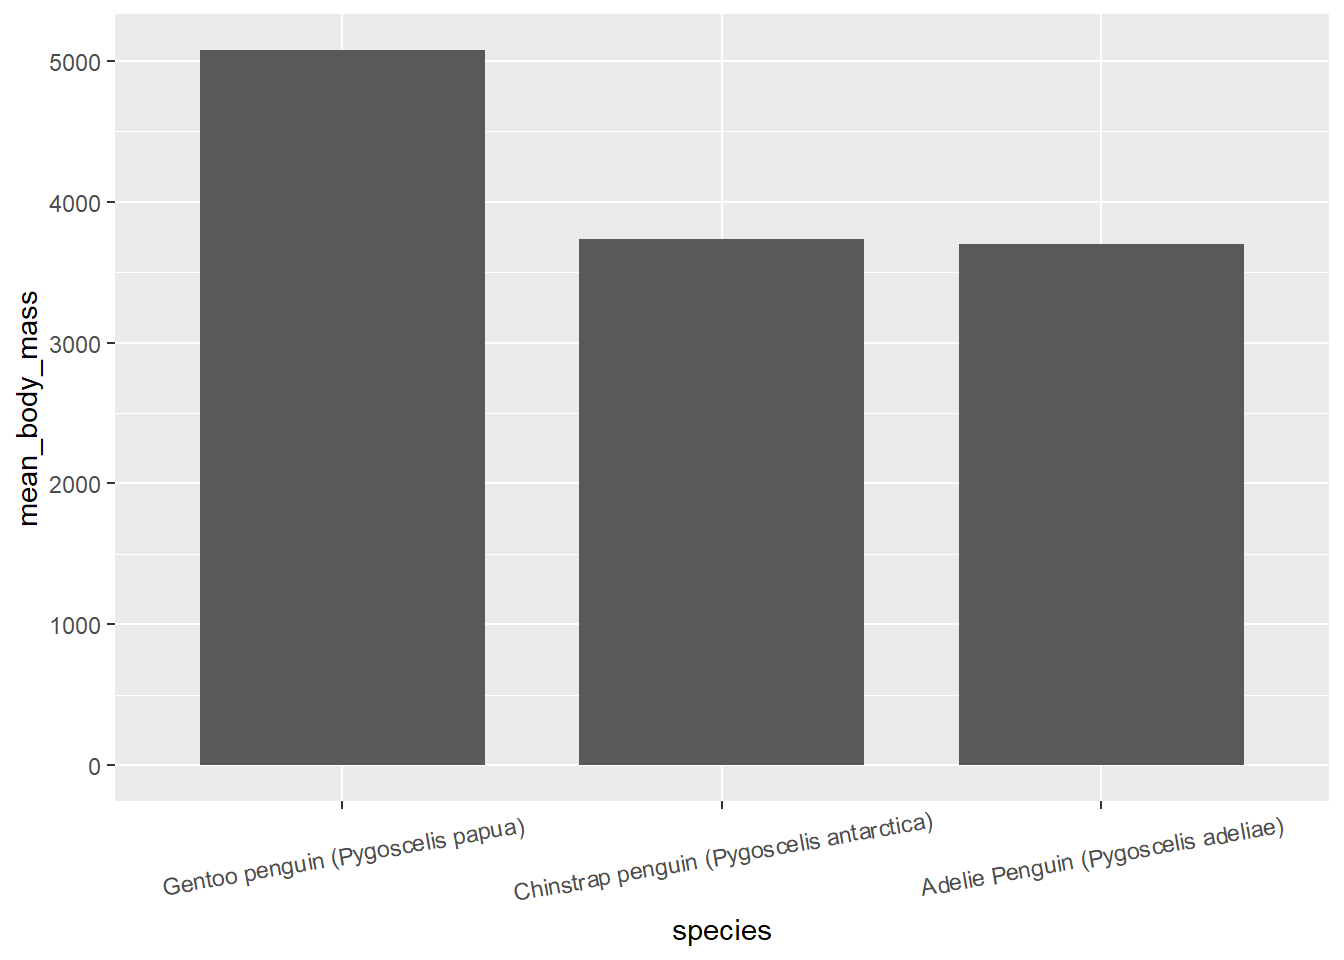 mean_body_mass
5000
4000
3000
2000
1000
0
Gentoo penguin (Pygoscelis papua)
Chinstrap penguin (Pygoscelis antarctica)
Adelie Penguin (Pygoscelis adeliae)
species